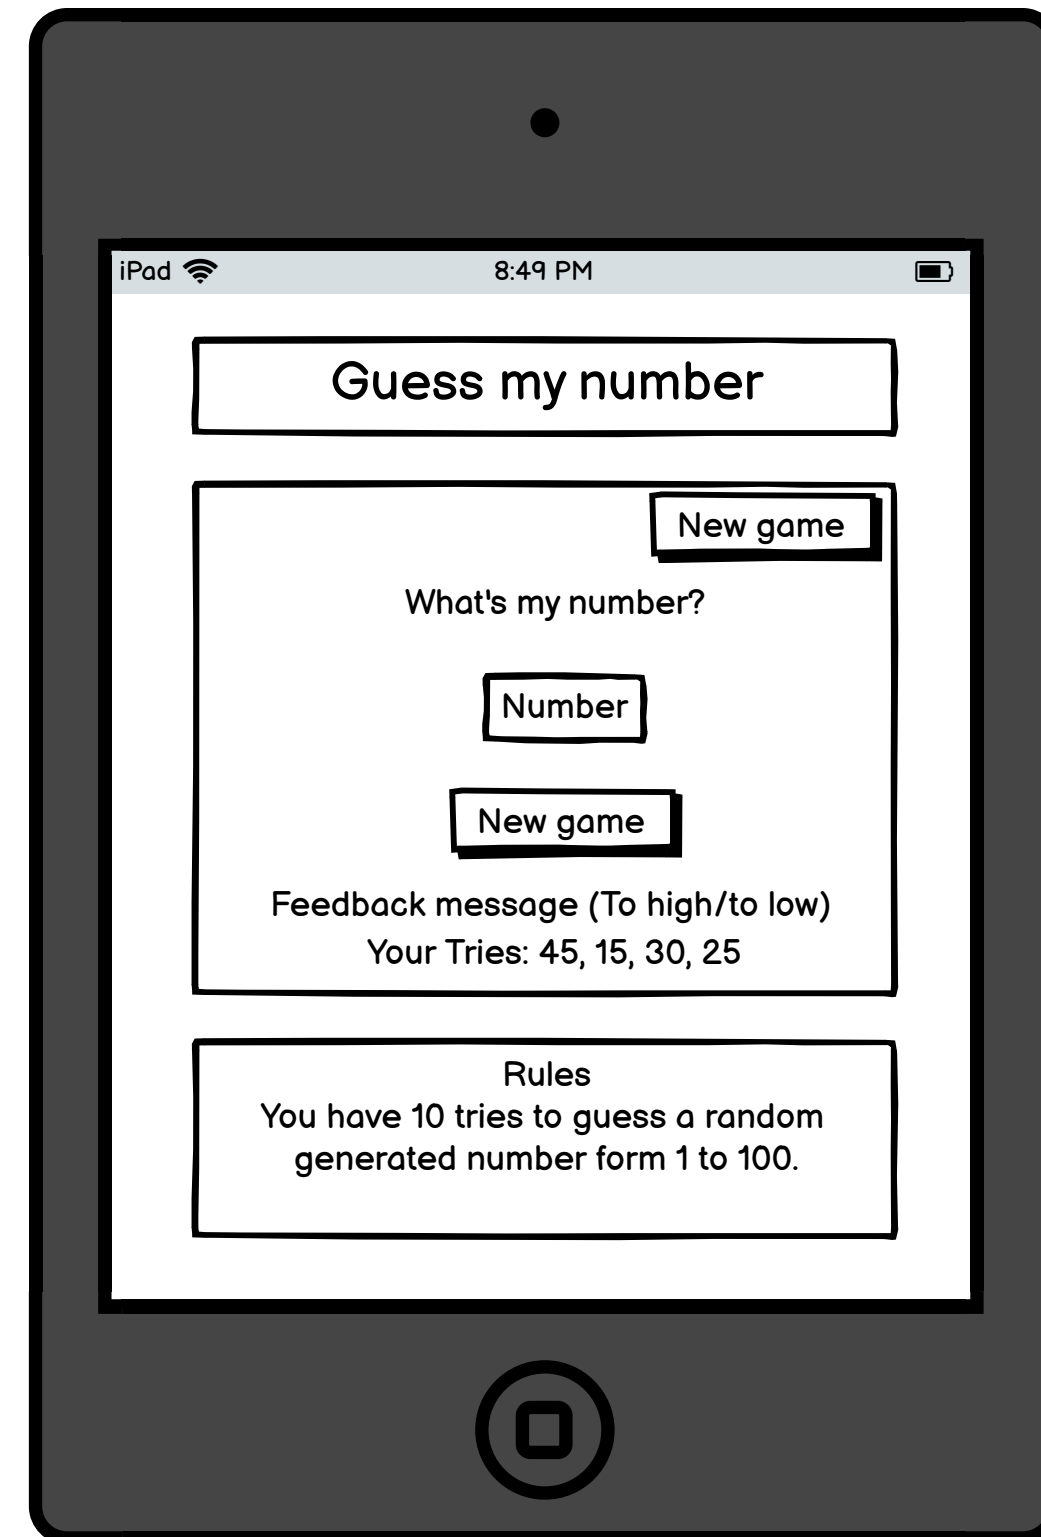 iPad 8:49 PM
Guess my number
New game
What's my number?
Number
New game
Feedback message (To high/to low)
Your Tries: 45, 15, 30, 25
Rules
You have 10 tries to guess a random
generated number form 1 to 100.